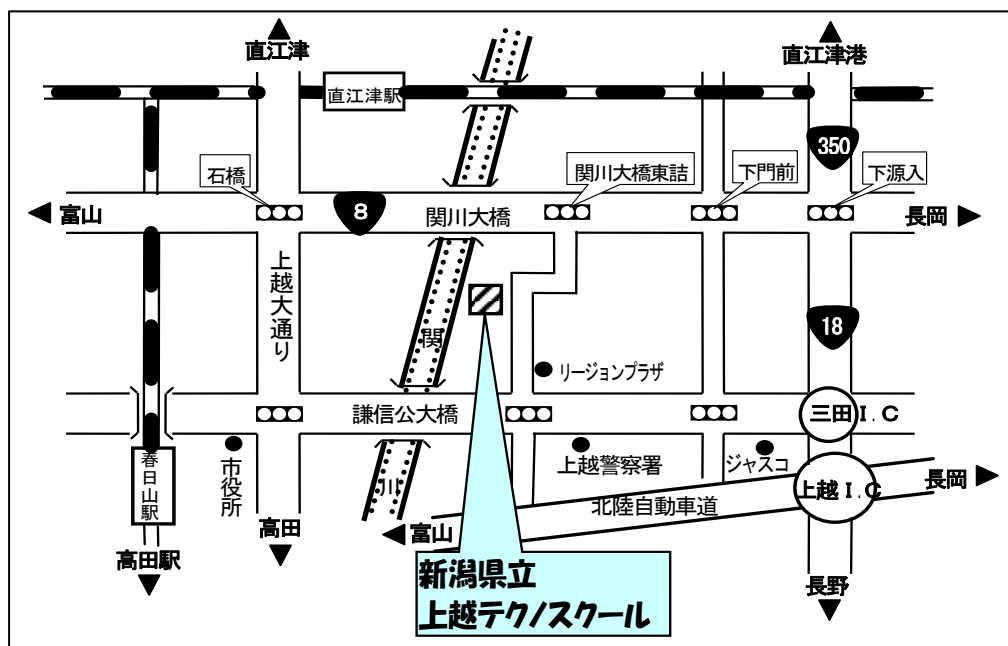 直江津
直江津港
直江津駅
350
石橋
関川大橋東詰
下門前
下源入
富山
8
関川大橋
長岡
上越大通り
18
関
リージョンプラザ
謙信公大橋
三田I.C
春日山駅
市役所
川
上越警察署
ジャスコ
上越I.C
長岡
北陸自動車道
高田
富山
高田駅
長野
新潟県立
上越テクノスクール